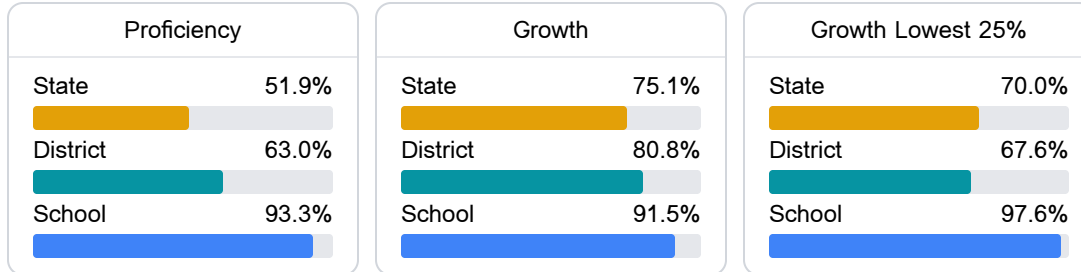 Proficiency
State 51.9%
District 63.0%
School 93.3%
Growth
State 75.1%
District 80.8%
School 91.5%
Growth Lowest 25%
State 70.0%
District 67.6%
School 97.6%